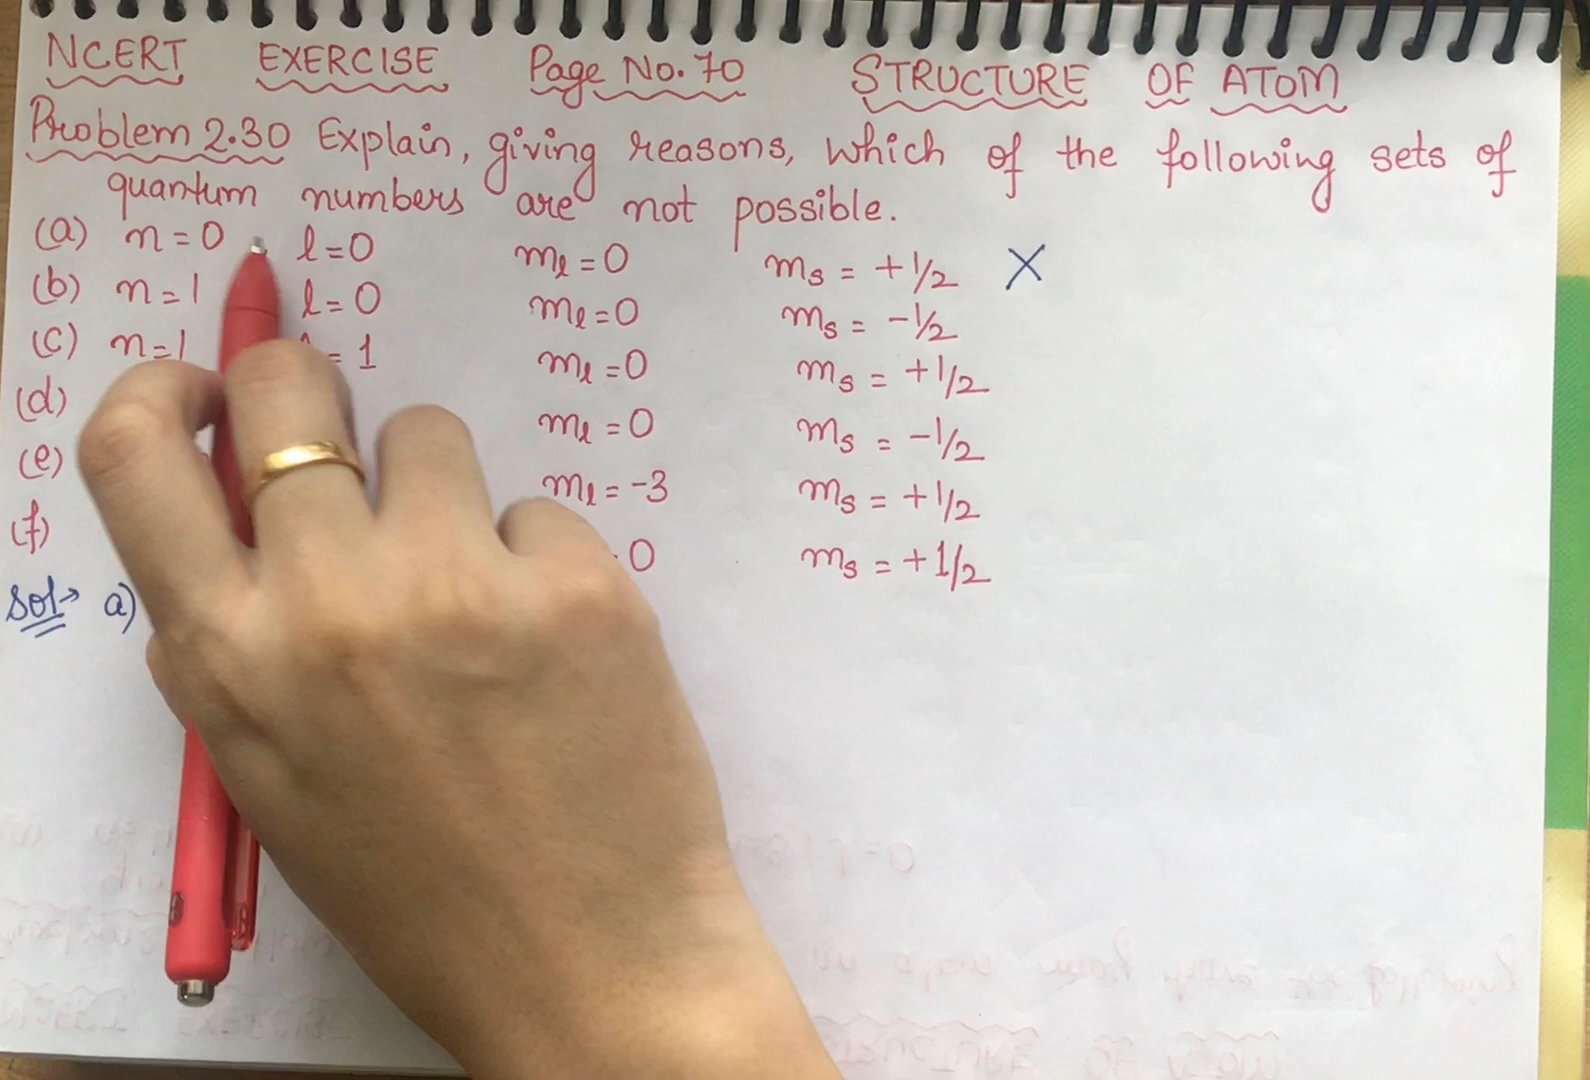 NCERT EXERCISE Page No. 70 STRUCTURE OF ATOM
Problem 2.30 Explain, giving reasons, which of the following sets of
quantum numbers are not possible.
(a) n = 0 l = 0 ml = 0 ms = +1/2 X
(b) n = 1 l = 0 ml = 0 ms = -1/2
(c) n = 1 = 1 ml = 0 ms = +1/2
(d) ml = 0 ms = -1/2
(e) ml = -3 ms = +1/2
(f) 0 ms = +1/2
Sol→ a)